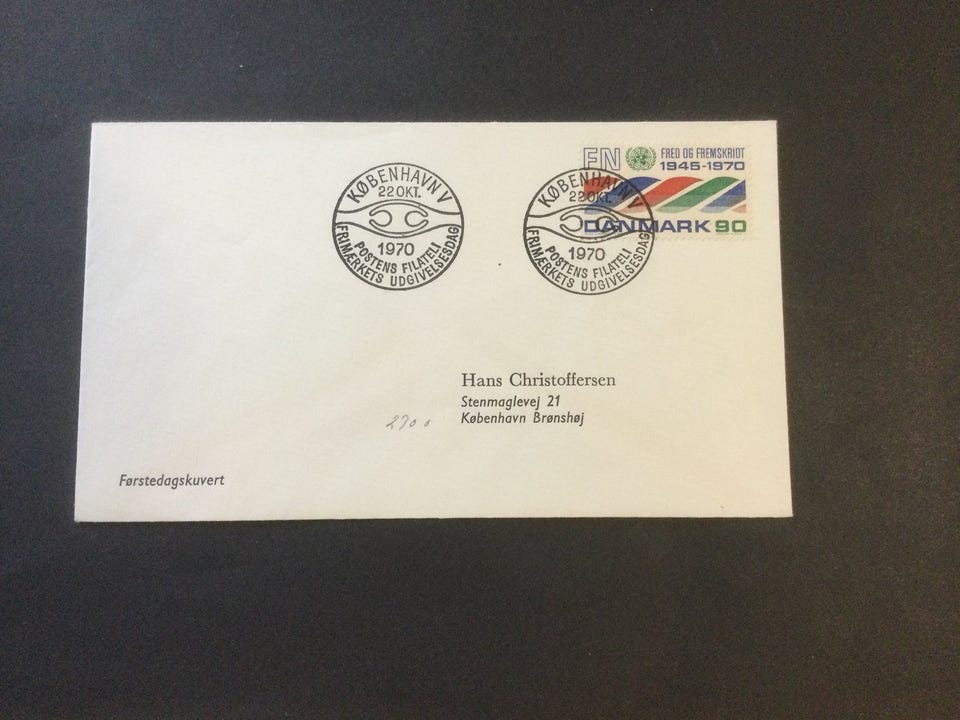 KØBENHAVN V
22 OKT.
1970
POSTENS FILATELI
FRIMÆRKETS UDGIVELSESDAG
KØBENHAVN V
22 OKT.
1970
POSTENS FILATELI
FRIMÆRKETS UDGIVELSESDAG
FN FRED OG FREMSKRIDT
1945-1970
DANMARK 90
Hans Christoffersen
Stenmaglevej 21
København Brønshøj
Førstedagskuvert